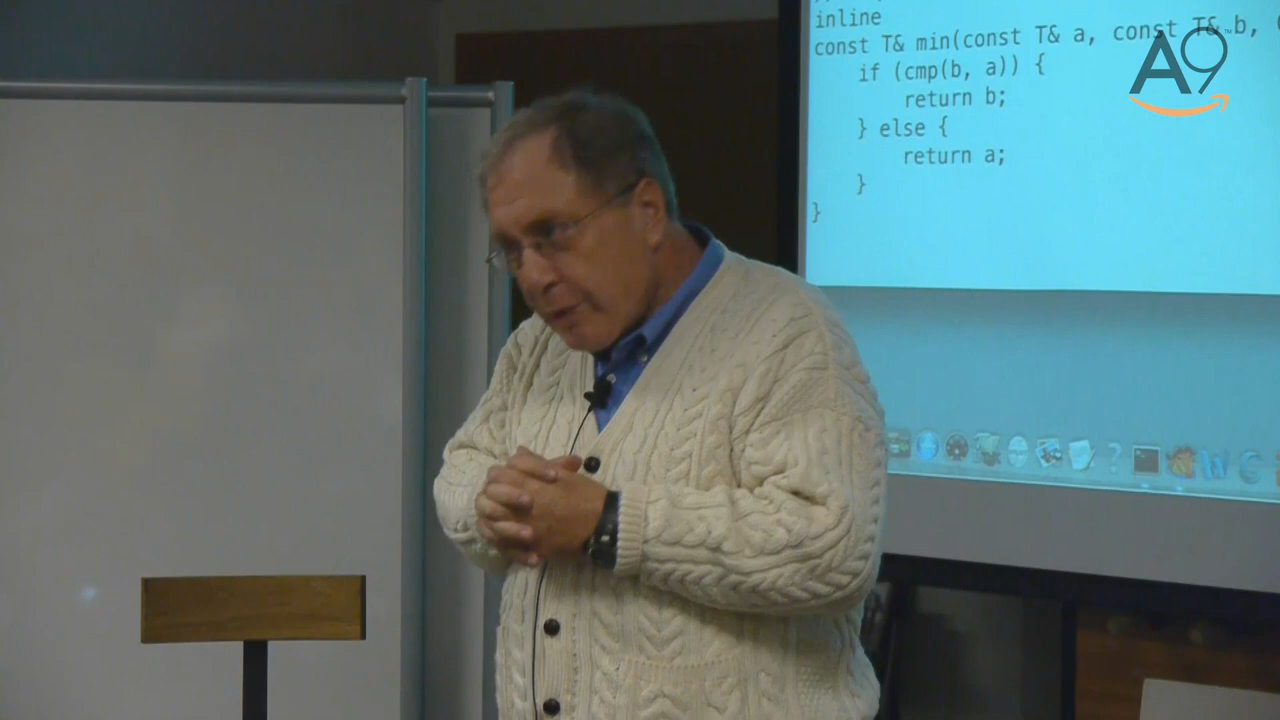 inline
const T& min(const T& a, const T& b,
    if (cmp(b, a)) {
        return b;
    } else {
        return a;
    }
}
A9